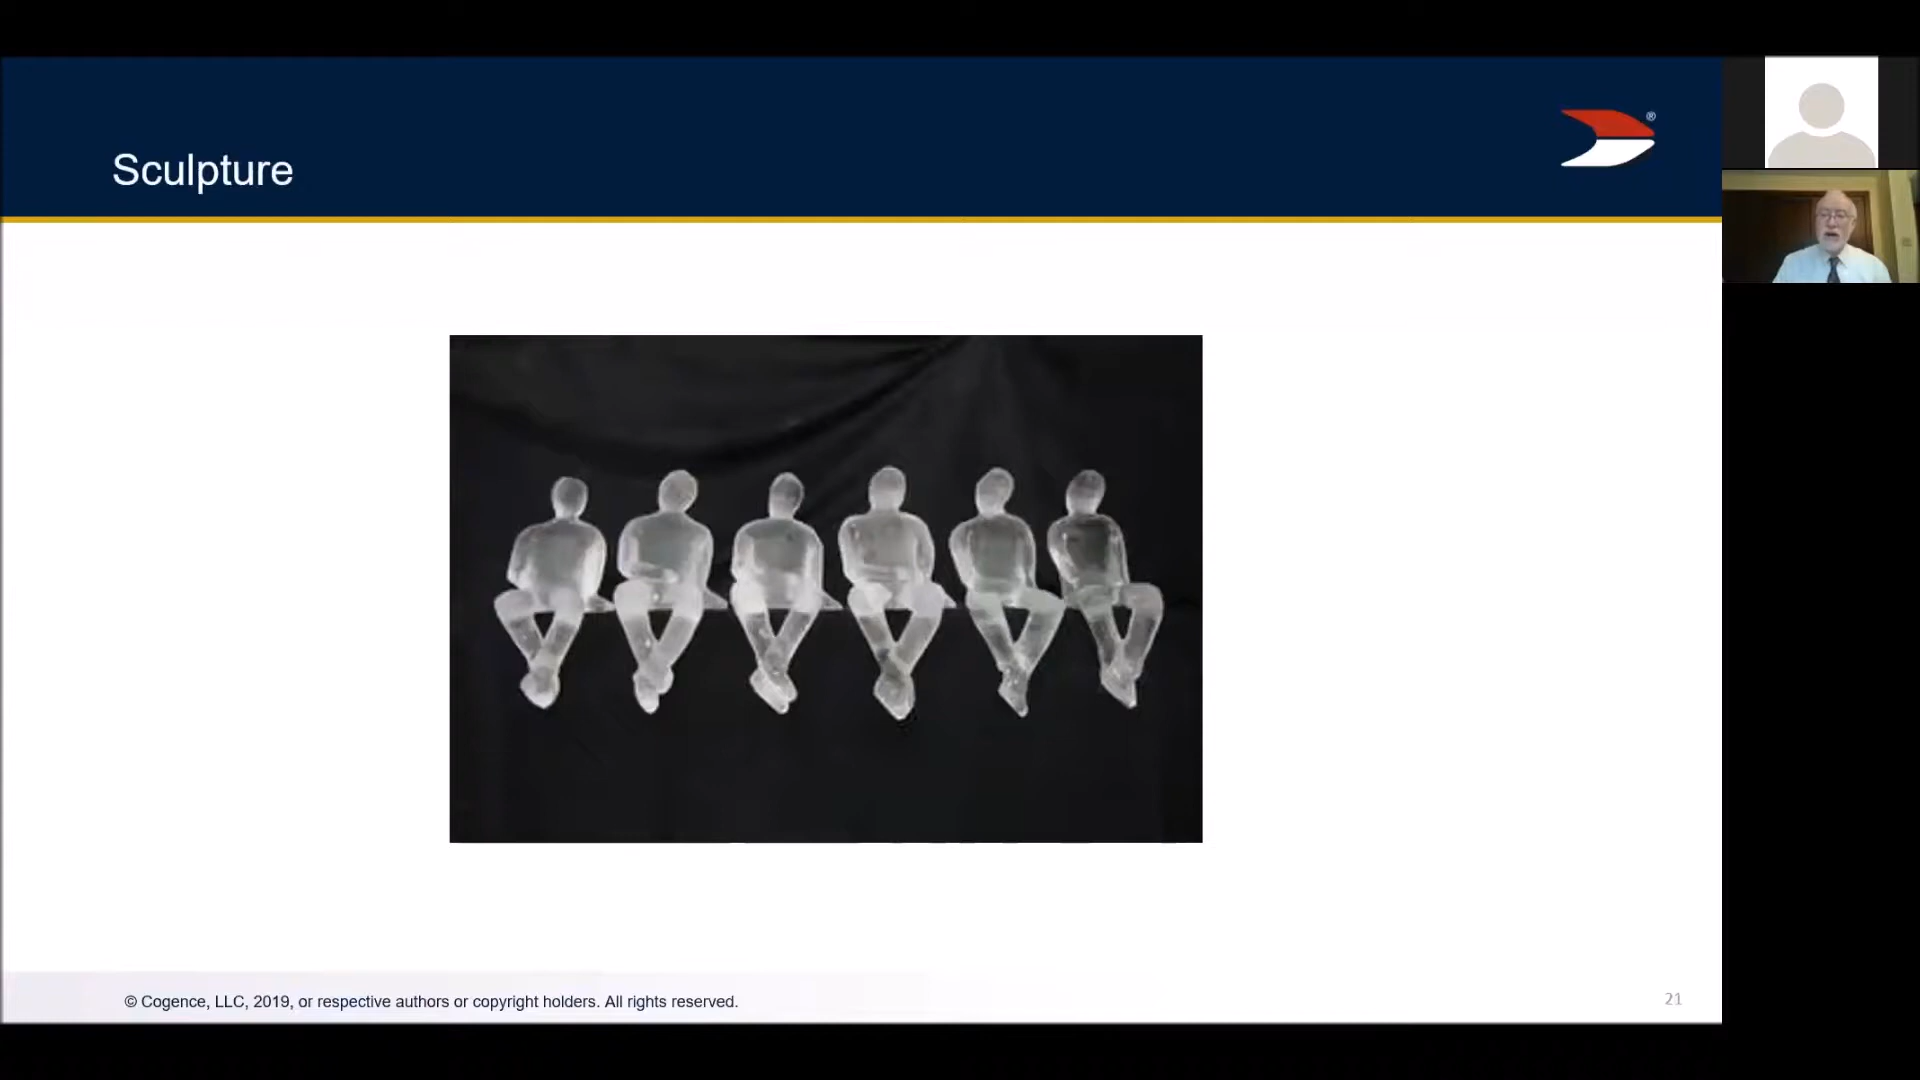 Sculpture
®
© Cogence, LLC, 2019, or respective authors or copyright holders. All rights reserved.
21